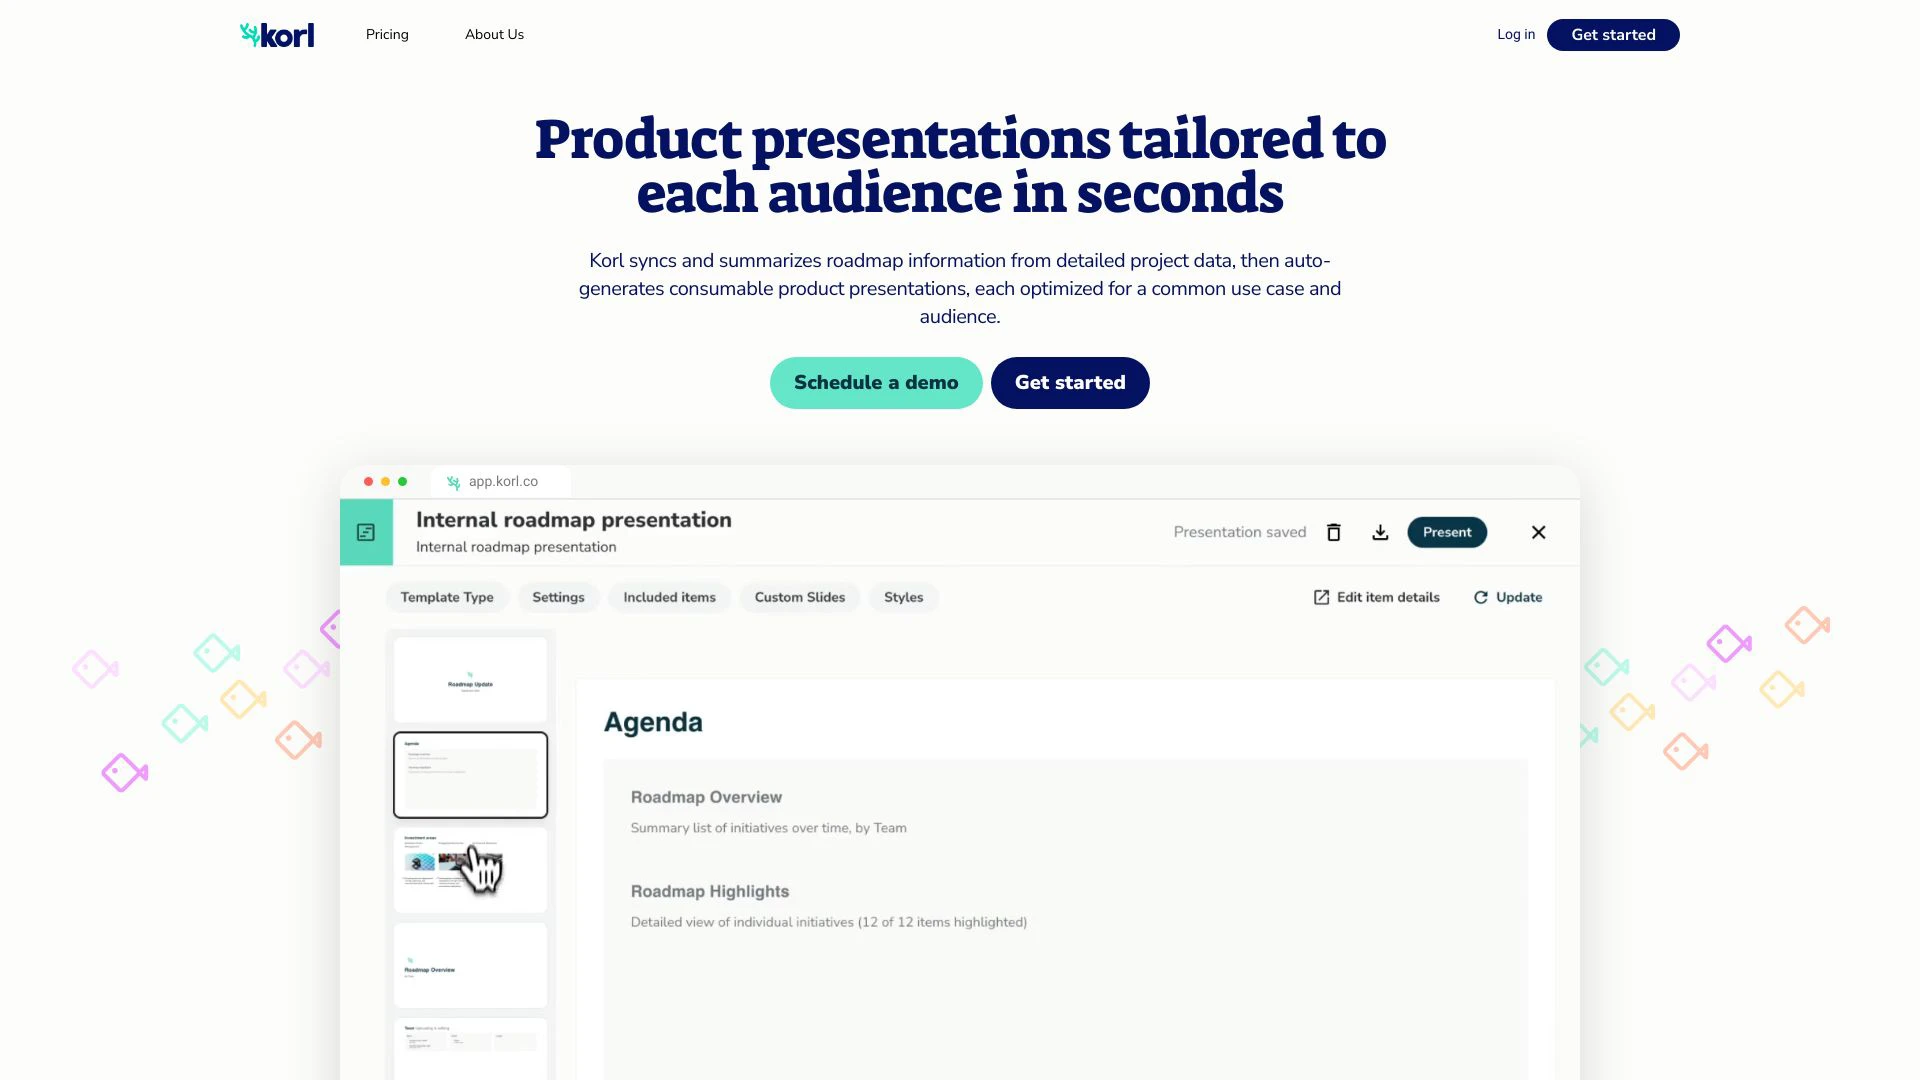 korl
Pricing
About Us
Log in
Get started
Product presentations tailored to
each audience in seconds
Korl syncs and summarizes roadmap information from detailed project data, then auto-
generates consumable product presentations, each optimized for a common use case and
audience.
Schedule a demo
Get started
app.korl.co
Internal roadmap presentation
Internal roadmap presentation
Presentation saved
Present
Template Type
Settings
Included items
Custom Slides
Styles
Edit item details
Update
Roadmap Update
Agenda
Investment areas
Roadmap Overview
Agenda
Roadmap Overview
Summary list of initiatives over time, by Team
Roadmap Highlights
Detailed view of individual initiatives (12 of 12 items highlighted)